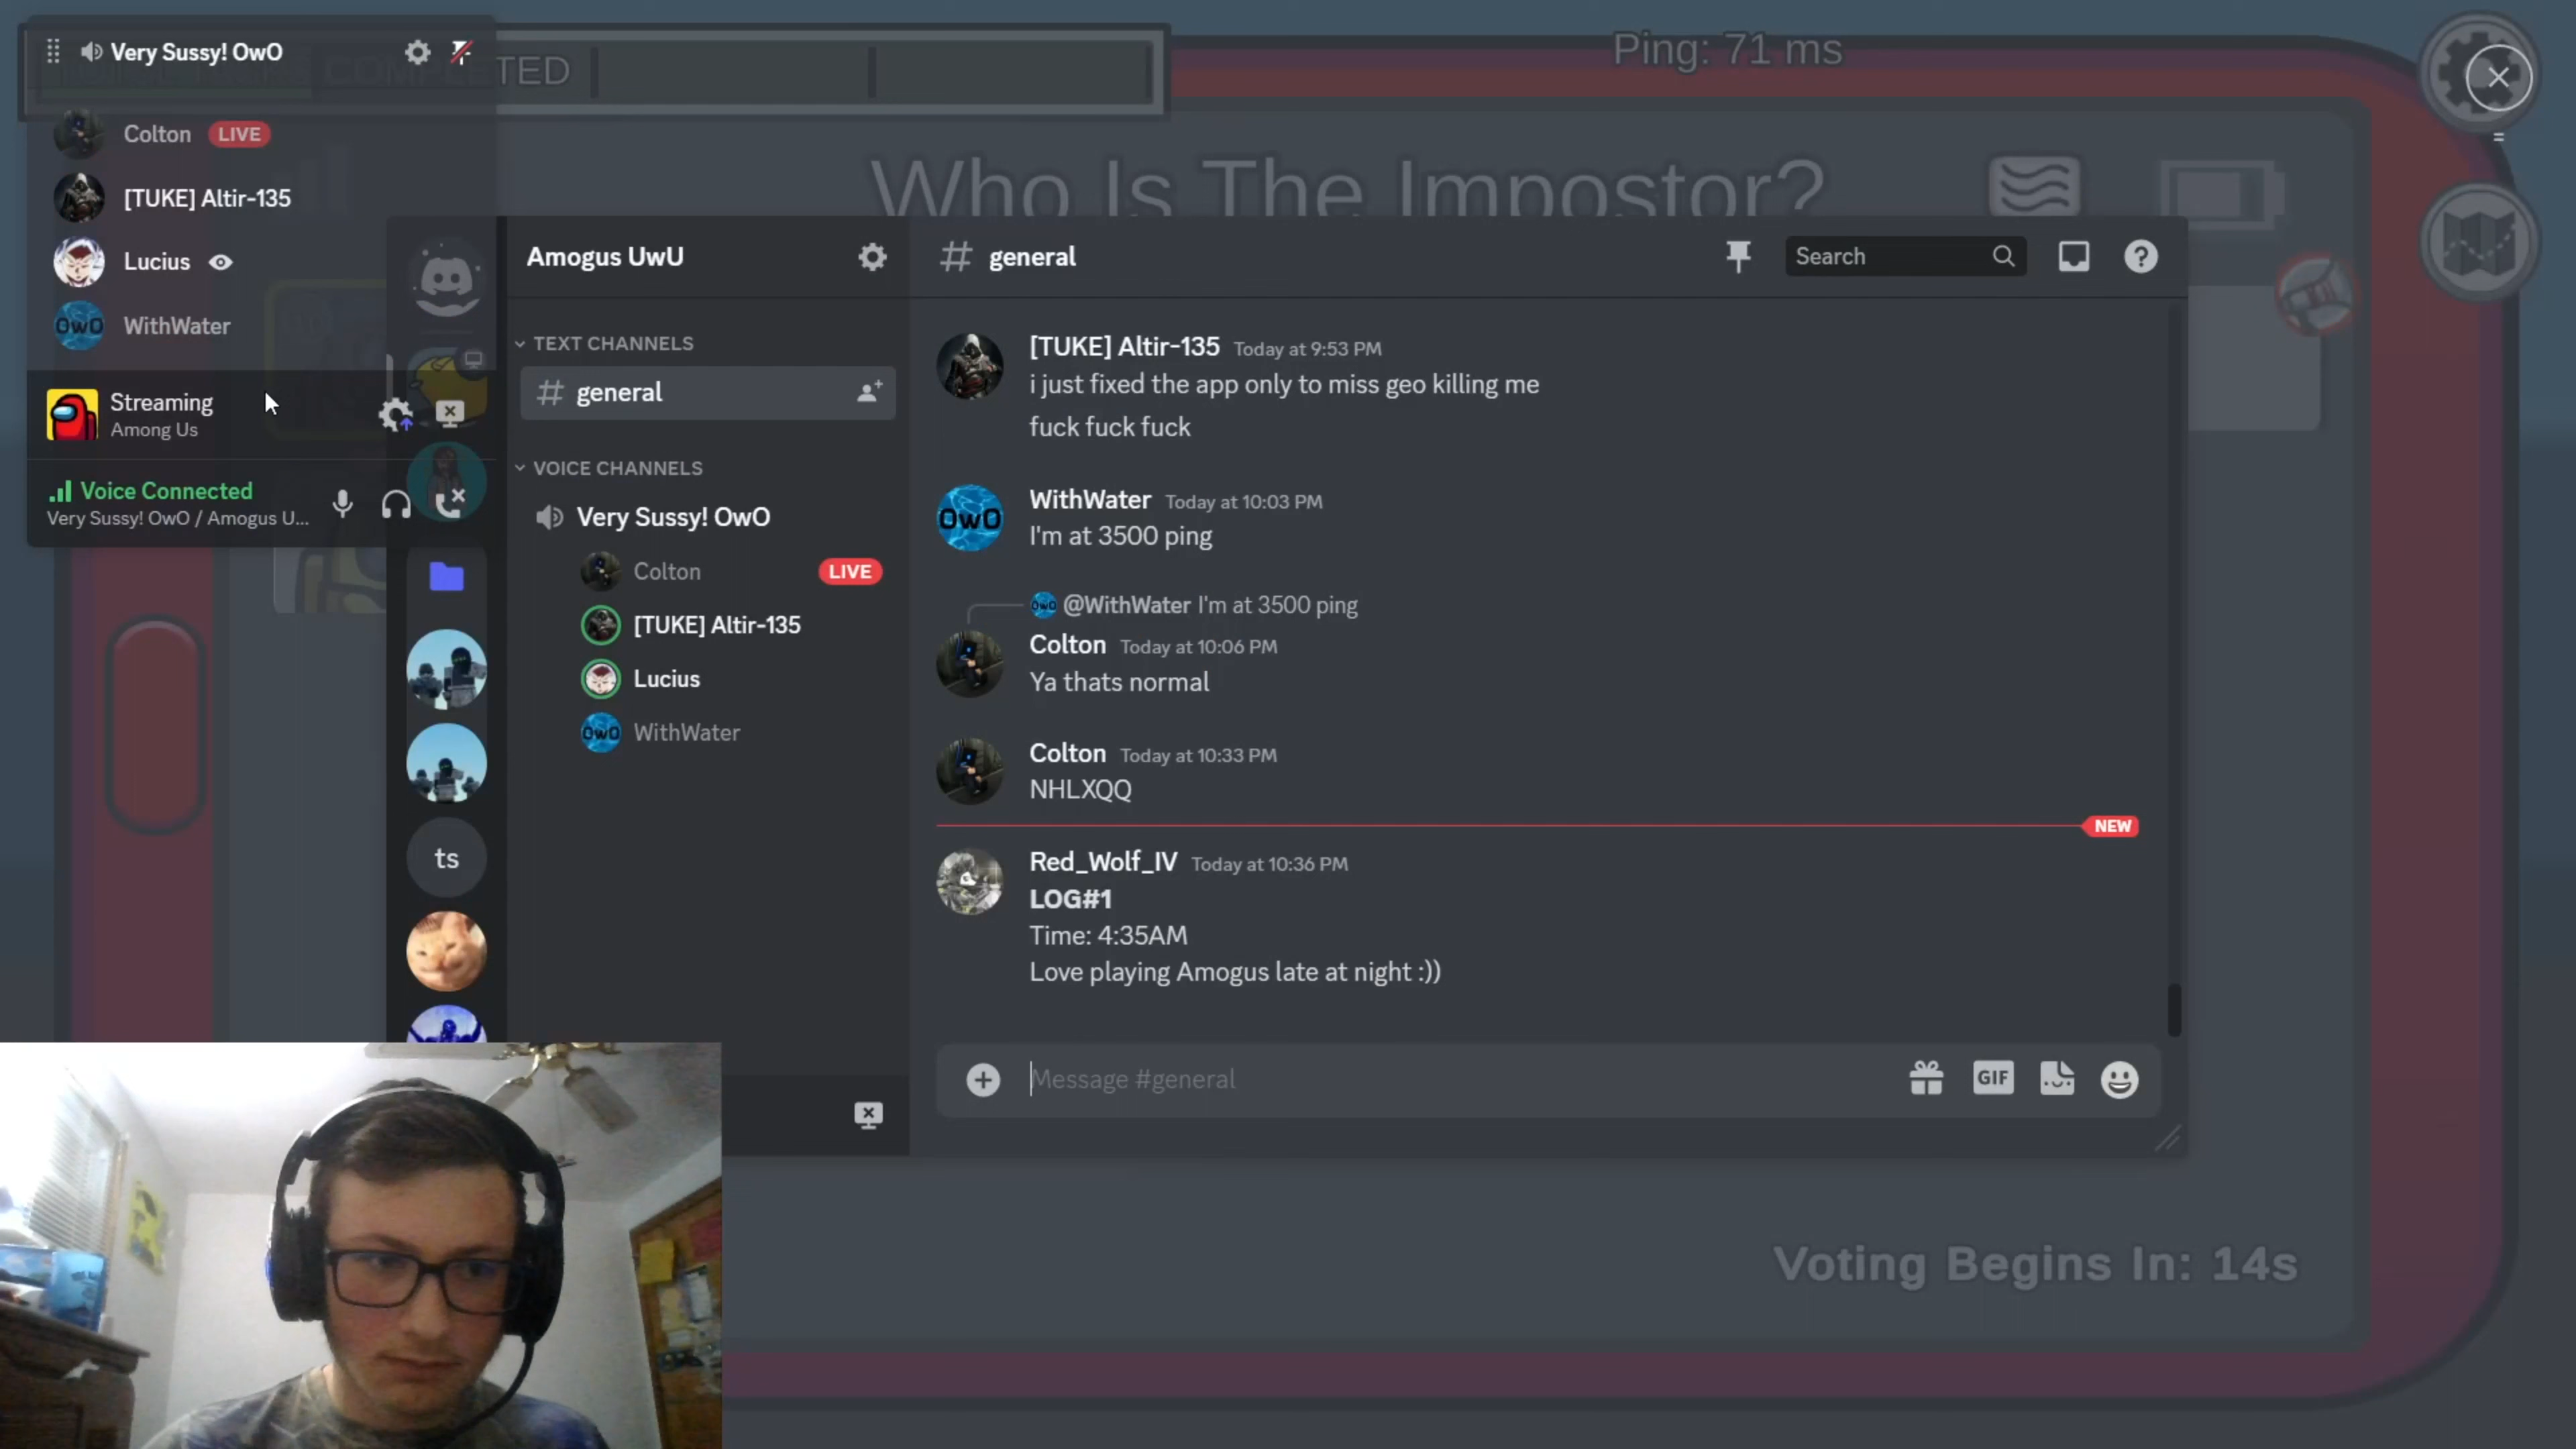 Very Sussy! OwO
COMPLETED
Ping: 71 ms
Colton LIVE
[TUKE] Altir-135
Lucius
OwO WithWater
Streaming
Among Us
Voice Connected
Very Sussy! OwO / Amogus U...
Who Is The Impostor?
Amogus UwU
TEXT CHANNELS
# general
VOICE CHANNELS
Very Sussy! OwO
Colton LIVE
[TUKE] Altir-135
Lucius
OwO WithWater
ts
# general
Search
[TUKE] Altir-135 Today at 9:53 PM
i just fixed the app only to miss geo killing me
fuck fuck fuck
WithWater Today at 10:03 PM
OwO
I'm at 3500 ping
OwO @WithWater I'm at 3500 ping
Colton Today at 10:06 PM
Ya thats normal
Colton Today at 10:33 PM
NHLXQQ
NEW
Red_Wolf_IV Today at 10:36 PM
LOG#1
Time: 4:35AM
Love playing Amogus late at night :))
Message #general
GIF
Voting Begins In: 14s